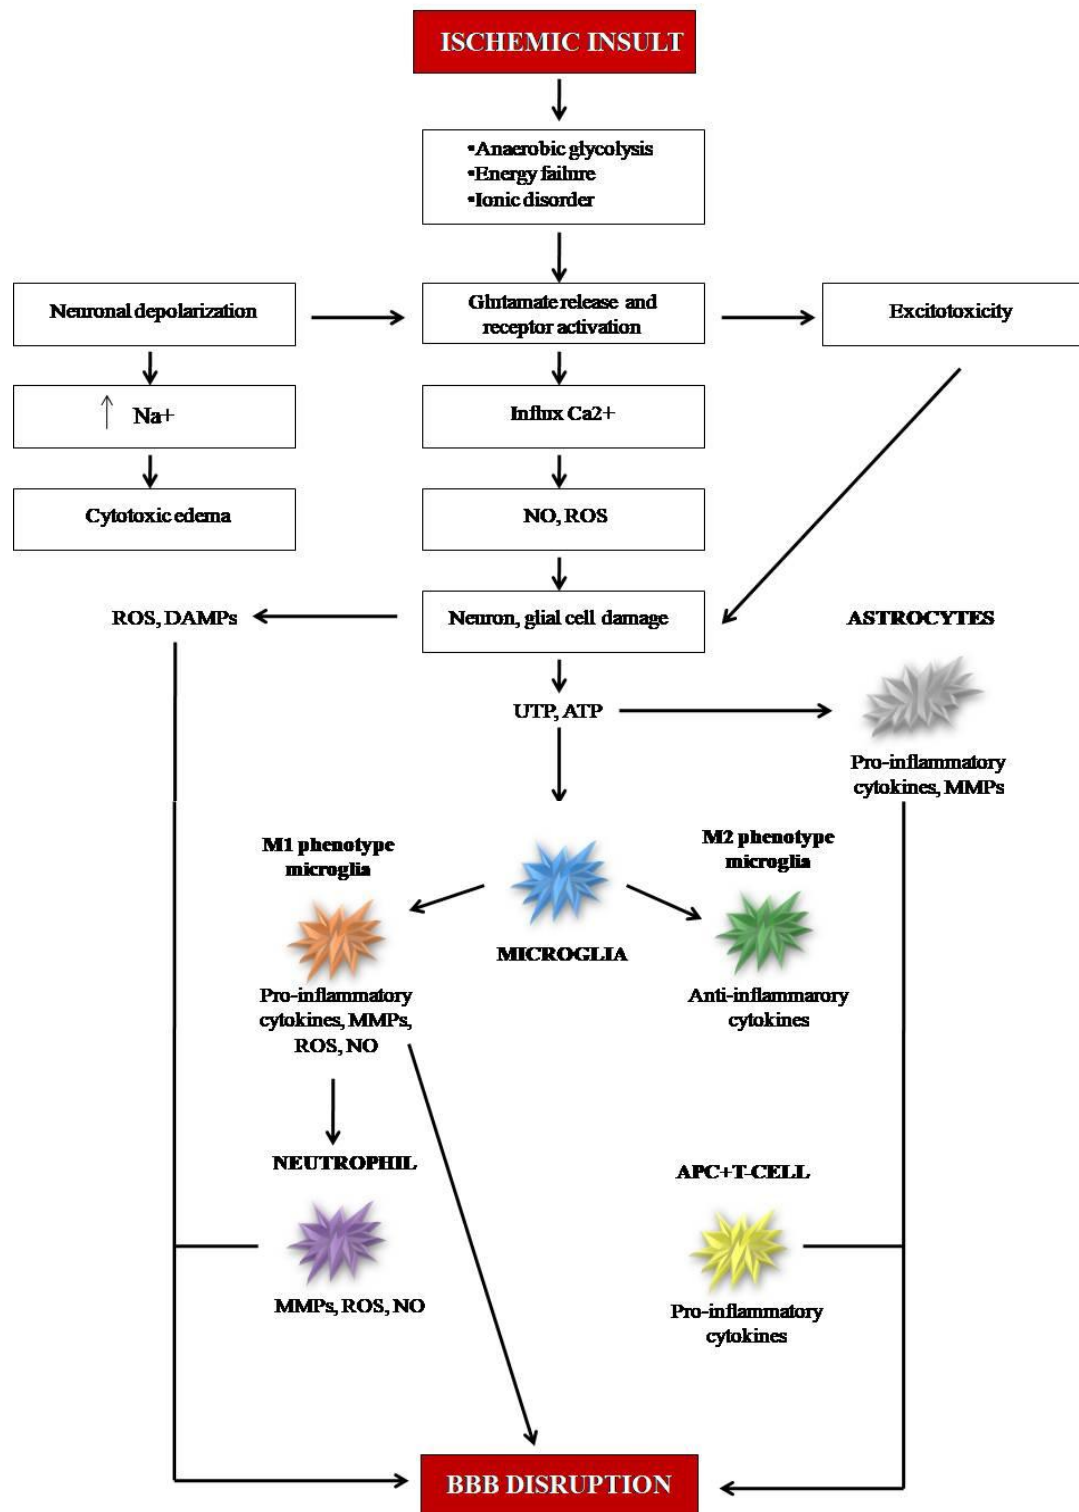 ISCHEMIC INSULT
▪Anaerobic glycolysis
▪Energy failure
▪Ionic disorder
Neuronal depolarization
Glutamate release and
receptor activation
Excitotoxicity
↑ Na+
Influx Ca2+
Cytotoxic edema
NO, ROS
ROS, DAMPs
Neuron, glial cell damage
ASTROCYTES
UTP, ATP
Pro-inflammatory
cytokines, MMPs
M1 phenotype
microglia
M2 phenotype
microglia
MICROGLIA
Pro-inflammatory
cytokines, MMPs,
ROS, NO
Anti-inflammarory
cytokines
NEUTROPHIL
APC+T-CELL
MMPs, ROS, NO
Pro-inflammatory
cytokines
BBB DISRUPTION